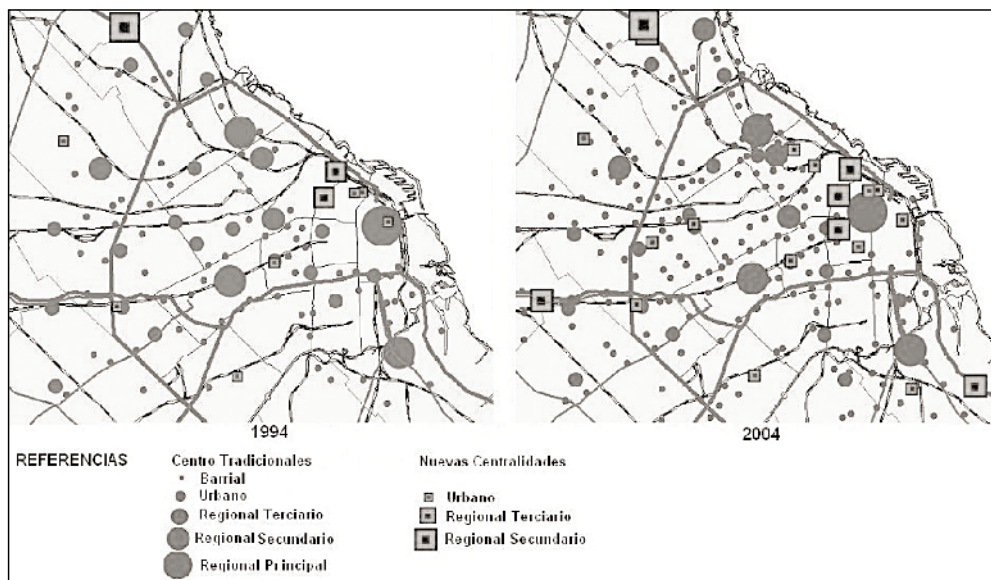 1994
2004
REFERENCIAS
Centro Tradicionales
Barrial
Urbano
Regional Terciario
Regional Secundario
Regional Principal
Nuevas Centralidades
Urbano
Regional Terciario
Regional Secundario